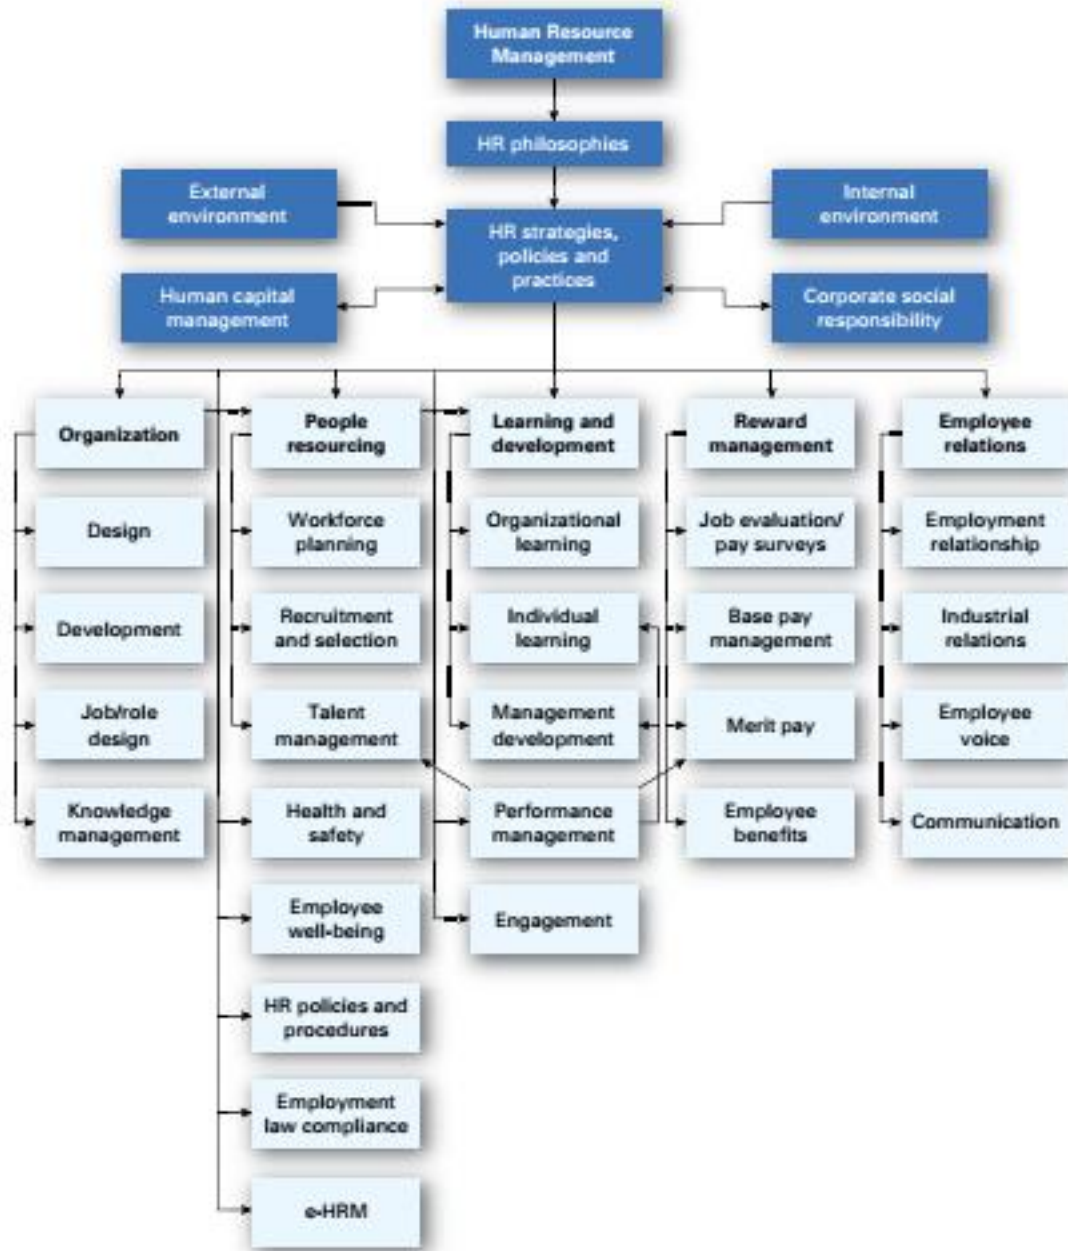 Human Resource
Management
HR philosophies
External
environment
Internal
environment
HR strategies,
policies and
practices
Human capital
management
Corporate social
responsibility
Organization
People
resourcing
Learning and
development
Reward
management
Employee
relations
Design
Workforce
planning
Organizational
learning
Job evaluation/
pay surveys
Employment
relationship
Development
Recruitment
and selection
Individual
learning
Base pay
management
Industrial
relations
Job/role
design
Talent
management
Management
development
Merit pay
Employee
voice
Knowledge
management
Health and
safety
Performance
management
Employee
benefits
Communication
Employee
well-being
Engagement
HR policies and
procedures
Employment
law compliance
e-HRM